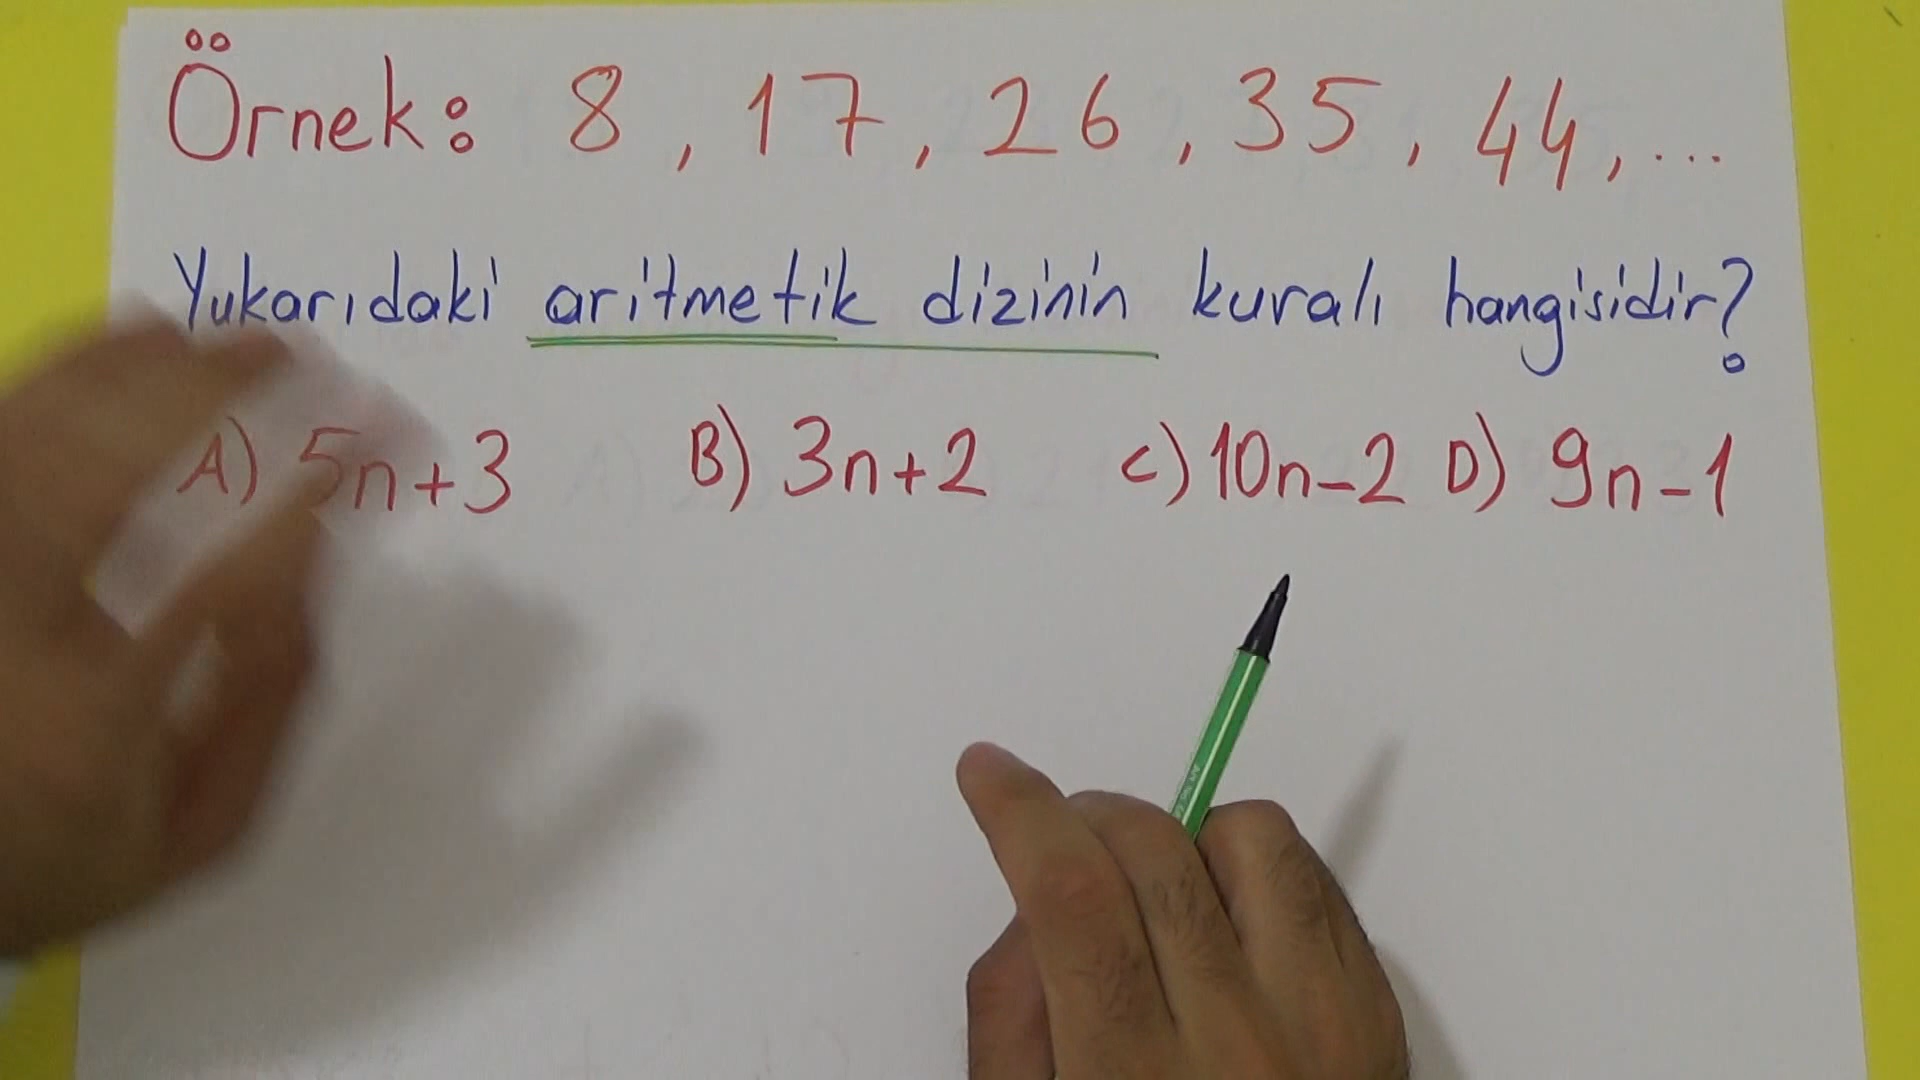 Örnek: 8, 17, 26, 35, 44, ...
Yukarıdaki aritmetik dizinin kuralı hangisidir?
A) 5n+3 B) 3n+2 C) 10n-2 D) 9n-1